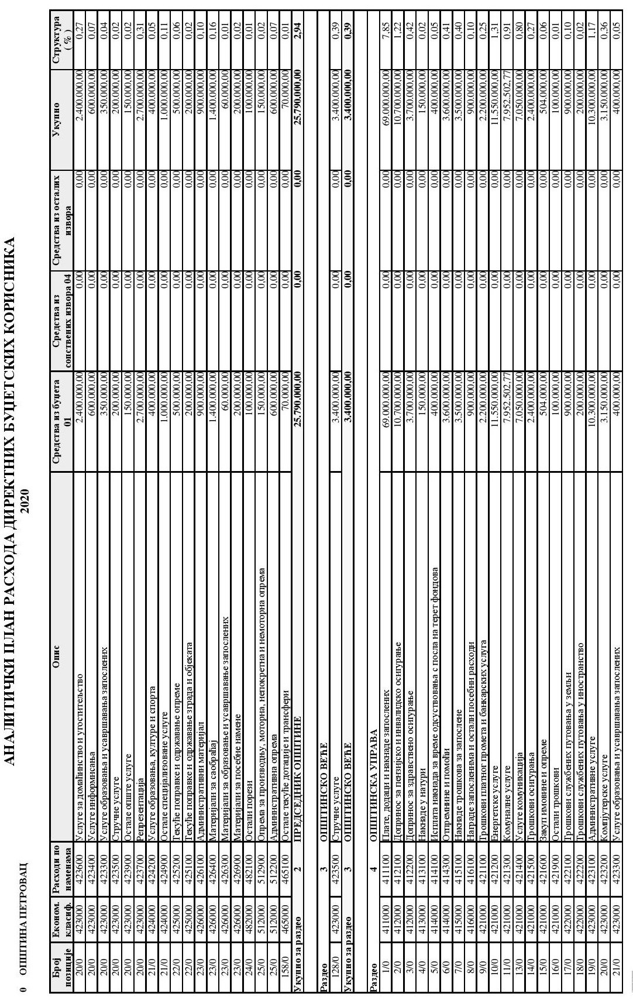 АНАЛИТИЧКИ ПЛАН РАСХОДА ДИРЕКТНИХ БУЏЕТСКИХ КОРИСНИКА
2020
0 ОПШТИНА ПЕТРОВАЦ
Број позиције Економ. класиф. Расходи по наменама Опис Средства из буџета 01 Средства из сопствених извора 04 Средства из осталих извора Укупно Структура ( % )
20/0 423000 423600 Услуге за домаћинство и угоститељство 2.400.000,00 0,00 0,00 2.400.000,00 0,27
20/0 423000 423400 Услуге информисања 600.000,00 0,00 0,00 600.000,00 0,07
20/0 423000 423300 Услуге образовања и усавршавања запослених 350.000,00 0,00 0,00 350.000,00 0,04
20/0 423000 423500 Стручне услуге 200.000,00 0,00 0,00 200.000,00 0,02
20/0 423000 423900 Остале опште услуге 150.000,00 0,00 0,00 150.000,00 0,02
20/0 423000 423700 Репрезентација 2.700.000,00 0,00 0,00 2.700.000,00 0,31
21/0 424000 424200 Услуге образовања, културе и спорта 400.000,00 0,00 0,00 400.000,00 0,05
21/0 424000 424900 Остале специјализоване услуге 1.000.000,00 0,00 0,00 1.000.000,00 0,11
22/0 425000 425200 Текуће поправке и одржавање опреме 500.000,00 0,00 0,00 500.000,00 0,06
22/0 425000 425100 Текуће поправке и одржавање зграда и објеката 200.000,00 0,00 0,00 200.000,00 0,02
23/0 426000 426100 Административни материјал 900.000,00 0,00 0,00 900.000,00 0,10
23/0 426000 426400 Материјали за саобраћај 1.400.000,00 0,00 0,00 1.400.000,00 0,16
23/0 426000 426300 Материјали за образовање и усавршавање запослених 60.000,00 0,00 0,00 60.000,00 0,01
23/0 426000 426900 Материјали за посебне намене 200.000,00 0,00 0,00 200.000,00 0,02
24/0 482000 482100 Остали порези 100.000,00 0,00 0,00 100.000,00 0,01
25/0 512000 512900 Опрема за производњу, моторна, непокретна и немоторна опрема 150.000,00 0,00 0,00 150.000,00 0,02
25/0 512000 512200 Административна опрема 600.000,00 0,00 0,00 600.000,00 0,07
158/0 465000 465100 Остале текуће дотације и трансфери 70.000,00 0,00 0,00 70.000,00 0,01
Укупно за раздео 2 ПРЕДСЕДНИК ОПШТИНЕ 25.790.000,00 0,00 0,00 25.790.000,00 2,94
Раздео 3 ОПШТИНСКО ВЕЋЕ
128/0 423000 423500 Стручне услуге 3.400.000,00 0,00 0,00 3.400.000,00 0,39
Укупно за раздео 3 ОПШТИНСКО ВЕЋЕ 3.400.000,00 0,00 0,00 3.400.000,00 0,39
Раздео 4 ОПШТИНСКА УПРАВА
1/0 411000 411100 Плате, додаци и накнаде запослених 69.000.000,00 0,00 0,00 69.000.000,00 7,85
2/0 412000 412100 Допринос за пензијско и инвалидско осигурање 10.700.000,00 0,00 0,00 10.700.000,00 1,22
3/0 412000 412200 Допринос за здравствено осигурање 3.700.000,00 0,00 0,00 3.700.000,00 0,42
4/0 413000 413100 Накнаде у натури 150.000,00 0,00 0,00 150.000,00 0,02
5/0 414000 414100 Исплата накнада за време одсуствовања с посла на терет фондова 400.000,00 0,00 0,00 400.000,00 0,05
6/0 414000 414300 Отпремнине и помоћи 3.600.000,00 0,00 0,00 3.600.000,00 0,41
7/0 415000 415100 Накнаде трошкова за запослене 3.500.000,00 0,00 0,00 3.500.000,00 0,40
8/0 416000 416100 Награде запосленима и остали посебни расходи 900.000,00 0,00 0,00 900.000,00 0,10
9/0 421000 421100 Трошкови платног промета и банкарских услуга 2.200.000,00 0,00 0,00 2.200.000,00 0,25
10/0 421000 421200 Енергетске услуге 11.550.000,00 0,00 0,00 11.550.000,00 1,31
11/0 421000 421300 Комуналне услуге 7.952.502,77 0,00 0,00 7.952.502,77 0,91
13/0 421000 421400 Услуге комуникација 7.050.000,00 0,00 0,00 7.050.000,00 0,80
14/0 421000 421500 Трошкови осигурања 2.400.000,00 0,00 0,00 2.400.000,00 0,27
15/0 421000 421600 Закуп имовине и опреме 504.000,00 0,00 0,00 504.000,00 0,06
16/0 421000 421900 Остали трошкови 100.000,00 0,00 0,00 100.000,00 0,01
17/0 422000 422100 Трошкови службених путовања у земљи 900.000,00 0,00 0,00 900.000,00 0,10
18/0 422000 422200 Трошкови службених путовања у иностранство 200.000,00 0,00 0,00 200.000,00 0,02
19/0 423000 423100 Административне услуге 10.300.000,00 0,00 0,00 10.300.000,00 1,17
20/0 423000 423200 Компјутерске услуге 3.150.000,00 0,00 0,00 3.150.000,00 0,36
21/0 423000 423300 Услуге образовања и усавршавања запослених 400.000,00 0,00 0,00 400.000,00 0,05